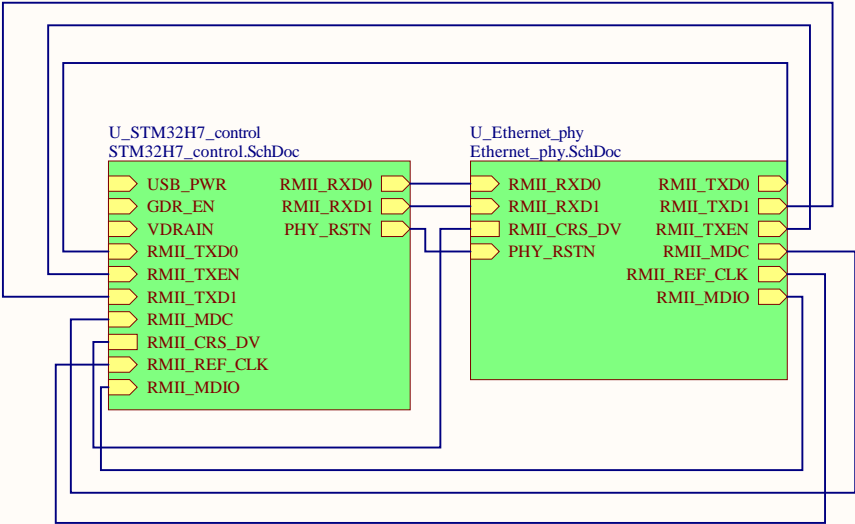 U_STM32H7_control
STM32H7_control.SchDoc
USB_PWR
GDR_EN
VDRAIN
RMII_TXD0
RMII_TXEN
RMII_TXD1
RMII_MDC
RMII_CRS_DV
RMII_REF_CLK
RMII_MDIO
RMII_RXD0
RMII_RXD1
PHY_RSTN
U_Ethernet_phy
Ethernet_phy.SchDoc
RMII_RXD0
RMII_RXD1
RMII_CRS_DV
PHY_RSTN
RMII_TXD0
RMII_TXD1
RMII_TXEN
RMII_MDC
RMII_REF_CLK
RMII_MDIO